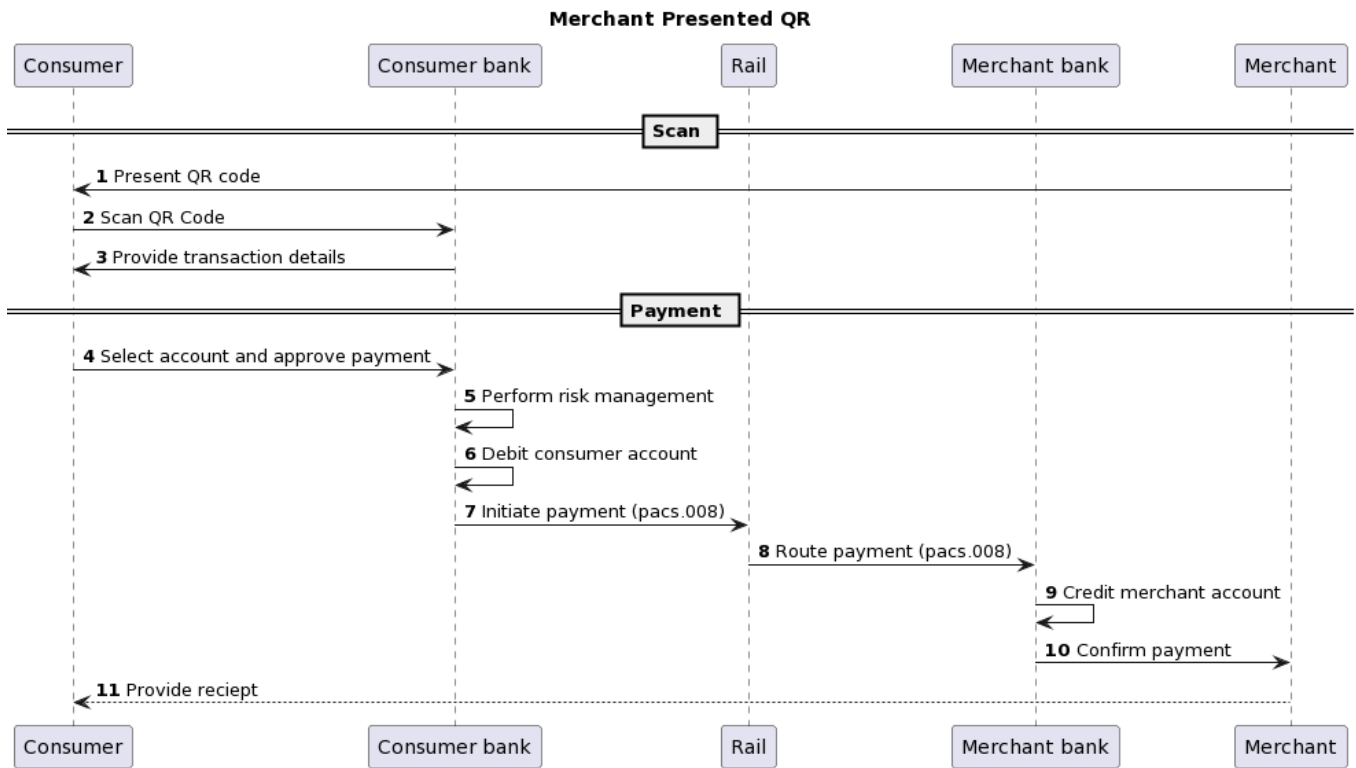 Merchant Presented QR
Consumer Consumer bank Rail Merchant bank Merchant
Scan
1 Present QR code
2 Scan QR Code
3 Provide transaction details
Payment
4 Select account and approve payment
5 Perform risk management
6 Debit consumer account
7 Initiate payment (pacs.008)
8 Route payment (pacs.008)
9 Credit merchant account
10 Confirm payment
11 Provide reciept
Consumer Consumer bank Rail Merchant bank Merchant